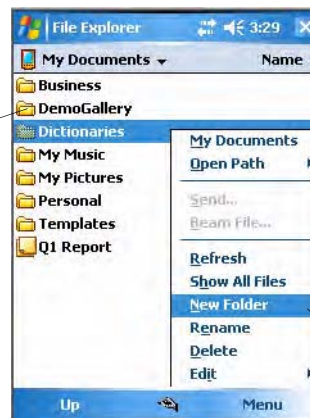 File Explorer 3:29
My Documents Name
Business
DemoGallery
Dictionaries
My Music
My Pictures
Personal
Templates
Q1 Report
My Documents
Open Path
Send...
Beam File...
Refresh
Show All Files
New Folder
Rename
Delete
Edit
Up Menu